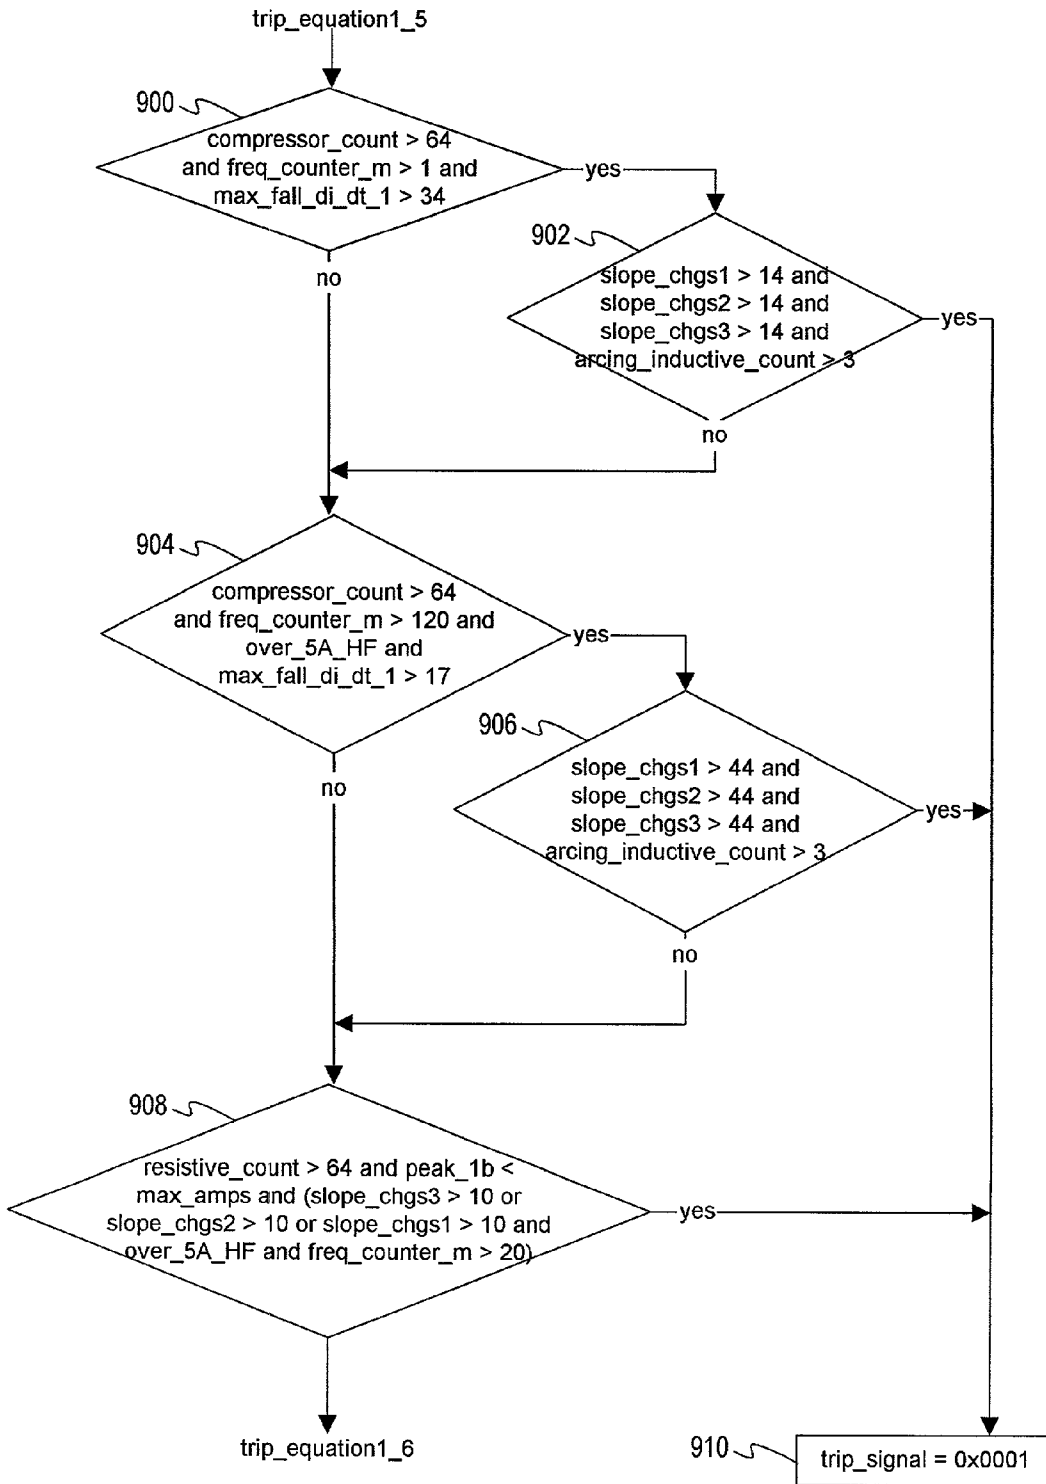 trip_equation1_5
900
compressor_count > 64
and freq_counter_m > 1 and
max_fall_di_dt_1 > 34
yes
no
902
slope_chgs1 > 14 and
slope_chgs2 > 14 and
slope_chgs3 > 14 and
arcing_inductive_count > 3
yes
no
904
compressor_count > 64
and freq_counter_m > 120 and
over_5A_HF and
max_fall_di_dt_1 > 17
yes
no
906
slope_chgs1 > 44 and
slope_chgs2 > 44 and
slope_chgs3 > 44 and
arcing_inductive_count > 3
yes
no
908
resistive_count > 64 and peak_1b <
max_amps and (slope_chgs3 > 10 or
slope_chgs2 > 10 or slope_chgs1 > 10 and
over_5A_HF and freq_counter_m > 20)
yes
trip_equation1_6
910
trip_signal = 0x0001